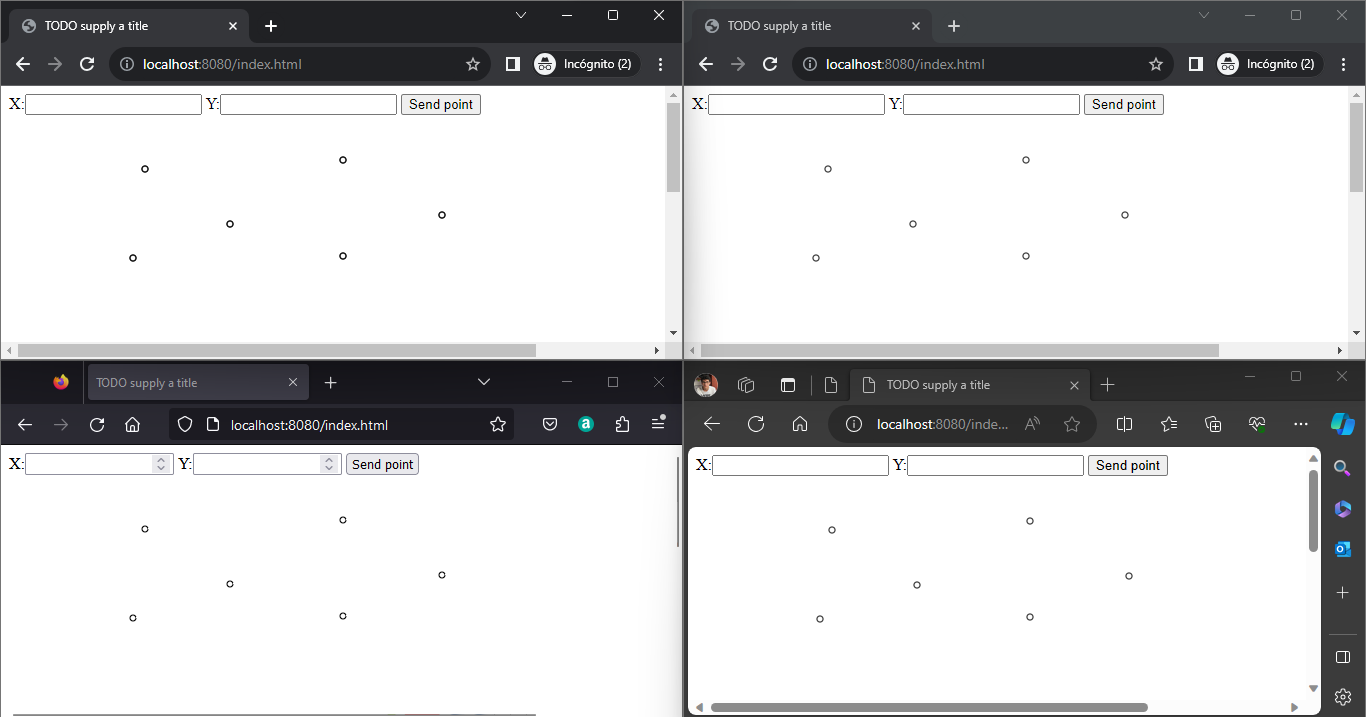 TODO supply a title
localhost:8080/index.html
Incógnito (2)
X: Y: Send point
TODO supply a title
localhost:8080/index.html
Incógnito (2)
X: Y: Send point
TODO supply a title
localhost:8080/index.html
a
X: Y: Send point
TODO supply a title
localhost:8080/inde...
A
X: Y: Send point